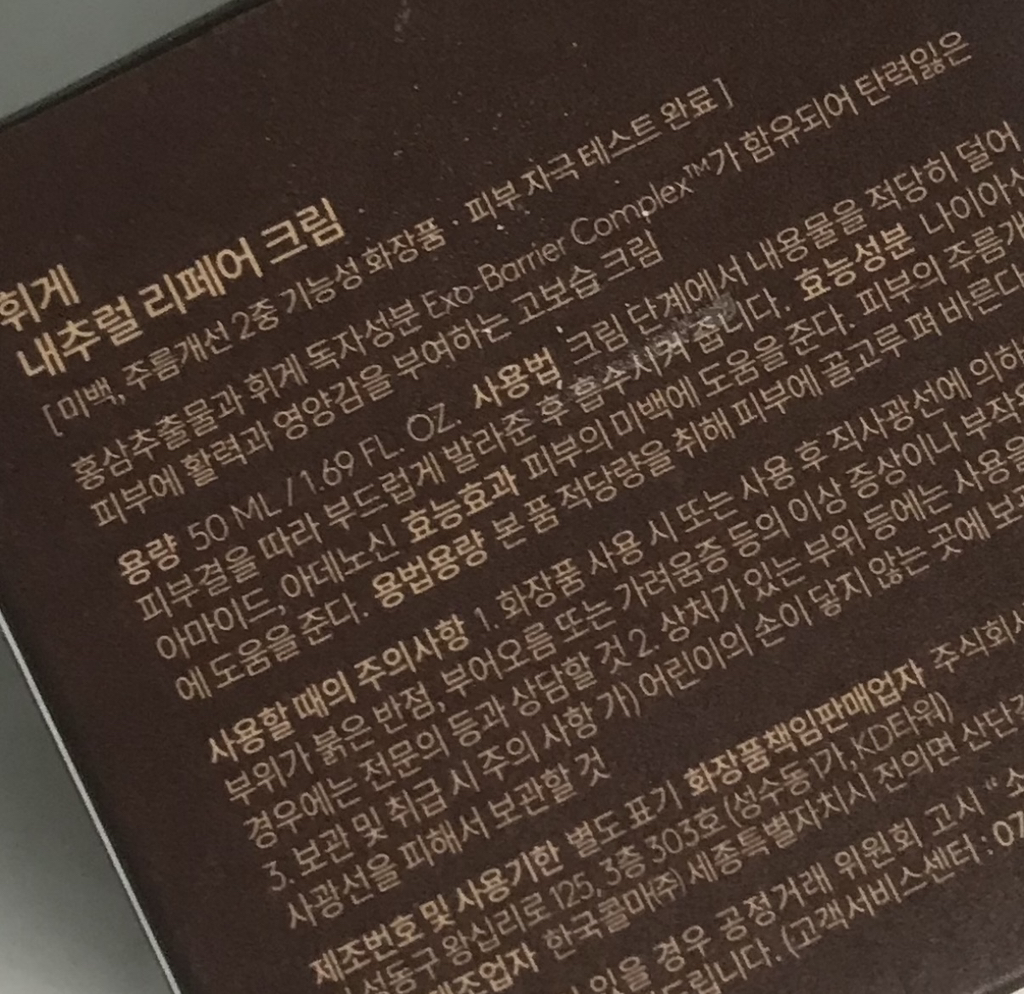 휘게
내추럴 리페어 크림
[미백, 주름개선 2중 기능성 화장품 · 피부 자극 테스트 완료]
홍삼추출물과 휘게 독자성분 Exo-Barrier Complex™가 함유되어 탄력잃은
피부에 활력과 영양감을 부여하는 고보습 크림
용량 50 ML / 1.69 FL. OZ. 사용법 크림 단계에서 내용물을 적당히 덜어
피부결을 따라 부드럽게 발라준 후 흡수시켜 줍니다. 효능성분 나이아신
아마이드, 아데노신 효능효과 피부의 미백에 도움을 준다. 피부의 주름개
에 도움을 준다. 용법용량 본 품 적당량을 취해 피부에 골고루 펴 바른다
사용할 때의 주의사항 1. 화장품 사용 시 또는 사용 후 직사광선에 의하
부위가 붉은 반점, 부어오름 또는 가려움증 등의 이상 증상이나 부작용
경우에는 전문의 등과 상담할 것 2. 상처가 있는 부위 등에는 사용을
3. 보관 및 취급 시 주의 사항 가) 어린이의 손이 닿지 않는 곳에 보관
사광선을 피해서 보관할 것
제조번호 및 사용기한 별도 표기 화장품책임판매업자 주식회사
성동구 왕십리로 125, 3층 303호 (성수동1가, KD타워)
제조업자 한국콜마(주) 세종특별자치시 전의면 산단길
있을 경우 공정거래 위원회 고시 "소
드립니다. (고객서비스센터 : 07